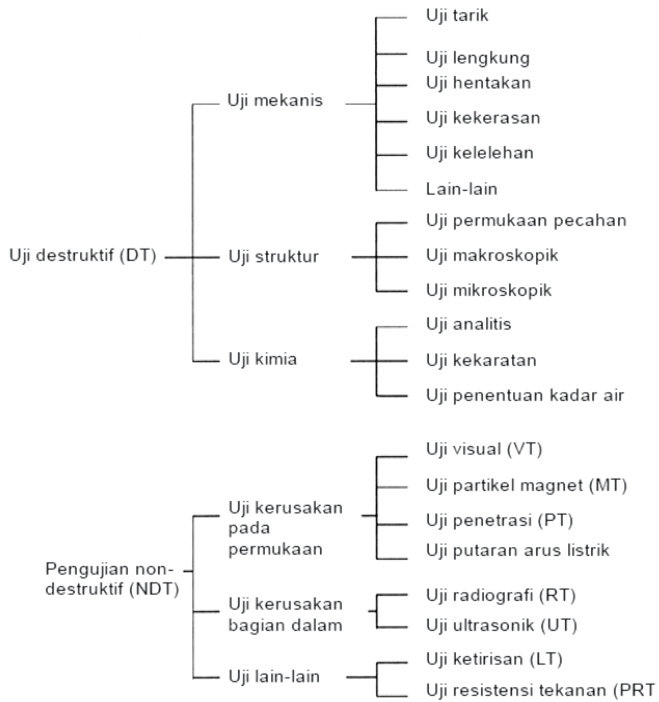 Uji tarik
Uji lengkung
Uji hentakan
Uji mekanis
Uji kekerasan
Uji kelelehan
Lain-lain
Uji permukaan pecahan
Uji destruktif (DT)
Uji struktur
Uji makroskopik
Uji mikroskopik
Uji analitis
Uji kimia
Uji kekaratan
Uji penentuan kadar air
Uji visual (VT)
Uji kerusakan
pada
permukaan
Uji partikel magnet (MT)
Uji penetrasi (PT)
Uji putaran arus listrik
Pengujian non-
destruktif (NDT)
Uji kerusakan
bagian dalam
Uji radiografi (RT)
Uji ultrasonik (UT)
Uji lain-lain
Uji ketirisan (LT)
Uji resistensi tekanan (PRT